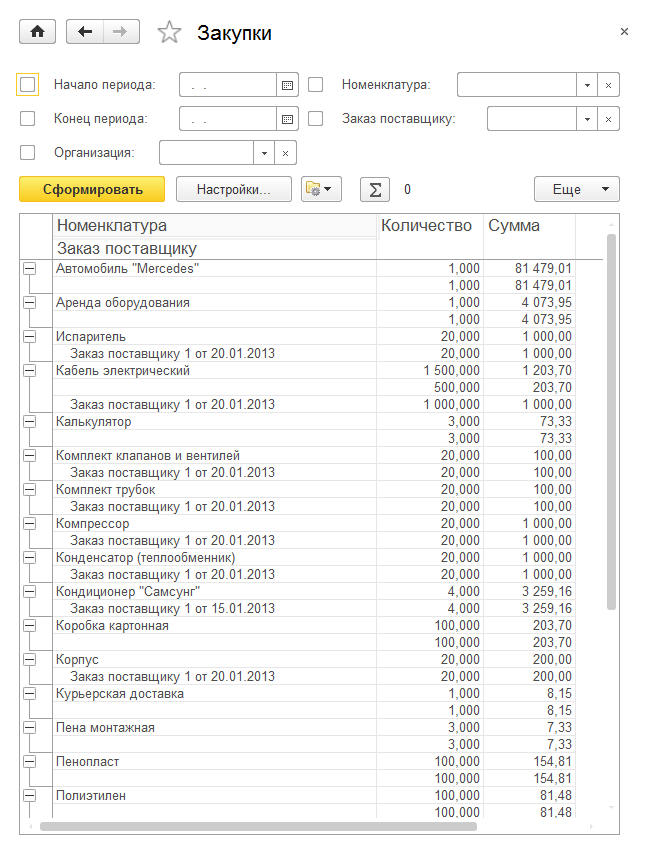 Закупки
Начало периода: . . Номенклатура:
Конец периода: . . Заказ поставщику:
Организация:
Сформировать Настройки... Σ 0 Еще
Номенклатура Количество Сумма
Заказ поставщику
Автомобиль "Mercedes" 1,000 81 479,01
1,000 81 479,01
Аренда оборудования 1,000 4 073,95
1,000 4 073,95
Испаритель 20,000 1 000,00
Заказ поставщику 1 от 20.01.2013 20,000 1 000,00
Кабель электрический 1 500,000 1 203,70
500,000 203,70
Заказ поставщику 1 от 20.01.2013 1 000,000 1 000,00
Калькулятор 3,000 73,33
3,000 73,33
Комплект клапанов и вентилей 20,000 100,00
Заказ поставщику 1 от 20.01.2013 20,000 100,00
Комплект трубок 20,000 100,00
Заказ поставщику 1 от 20.01.2013 20,000 100,00
Компрессор 20,000 1 000,00
Заказ поставщику 1 от 20.01.2013 20,000 1 000,00
Конденсатор (теплообменник) 20,000 1 000,00
Заказ поставщику 1 от 20.01.2013 20,000 1 000,00
Кондиционер "Самсунг" 4,000 3 259,16
Заказ поставщику 1 от 15.01.2013 4,000 3 259,16
Коробка картонная 100,000 203,70
100,000 203,70
Корпус 20,000 200,00
Заказ поставщику 1 от 20.01.2013 20,000 200,00
Курьерская доставка 1,000 8,15
1,000 8,15
Пена монтажная 3,000 7,33
3,000 7,33
Пенопласт 100,000 154,81
100,000 154,81
Полиэтилен 100,000 81,48
100,000 81,48